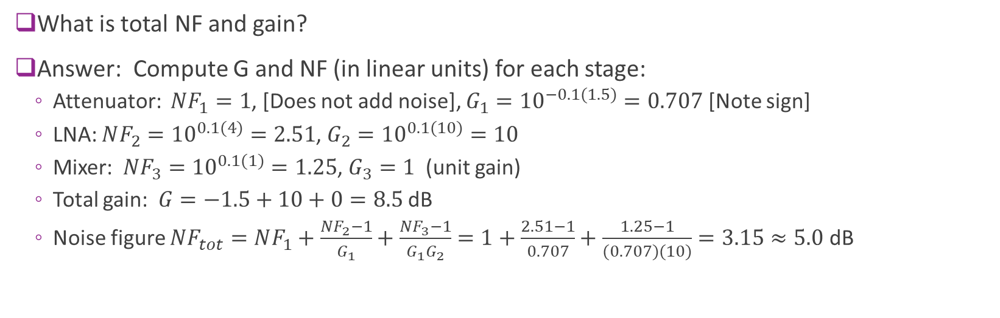 ❑What is total NF and gain?
❑Answer: Compute G and NF (in linear units) for each stage:
◦ Attenuator: $NF_1 = 1$, [Does not add noise], $G_1 = 10^{-0.1(1.5)} = 0.707$ [Note sign]
◦ LNA: $NF_2 = 10^{0.1(4)} = 2.51, G_2 = 10^{0.1(10)} = 10$
◦ Mixer: $NF_3 = 10^{0.1(1)} = 1.25, G_3 = 1$ (unit gain)
◦ Total gain: $G = -1.5 + 10 + 0 = 8.5$ dB
◦ Noise figure $NF_{tot} = NF_1 + \frac{NF_2-1}{G_1} + \frac{NF_3-1}{G_1G_2} = 1 + \frac{2.51-1}{0.707} + \frac{1.25-1}{(0.707)(10)} = 3.15 \approx 5.0$ dB